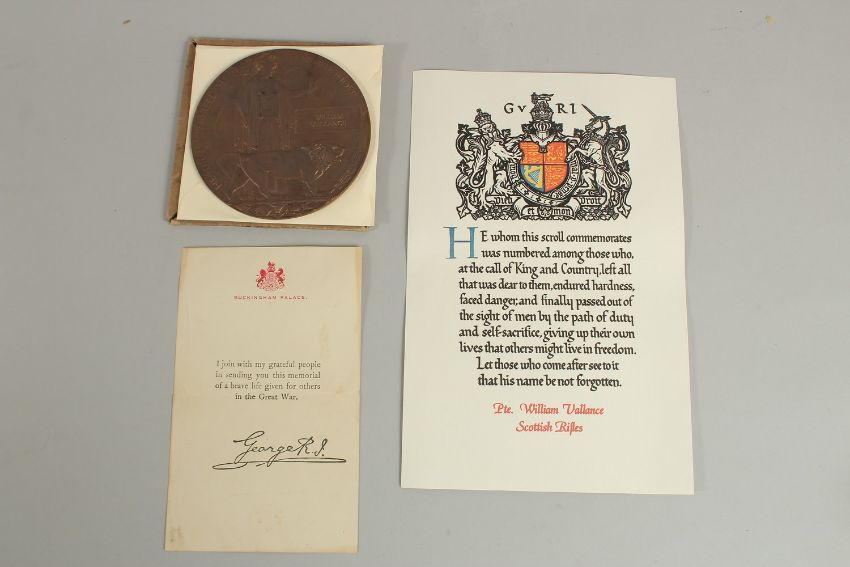 WILLIAM
VALLANCE
BUCKINGHAM PALACE.
I join with my grateful people
in sending you this memorial
of a brave life given for others
in the Great War.
George R.I.
G V R I
Dieu et mon droit
HE whom this scroll commemorates
was numbered among those who,
at the call of King and Country, left all
that was dear to them, endured hardness,
faced danger, and finally passed out of
the sight of men by the path of duty
and self-sacrifice, giving up their own
lives that others might live in freedom.
Let those who come after see to it
that his name be not forgotten.
Pte. William Vallance
Scottish Rifles